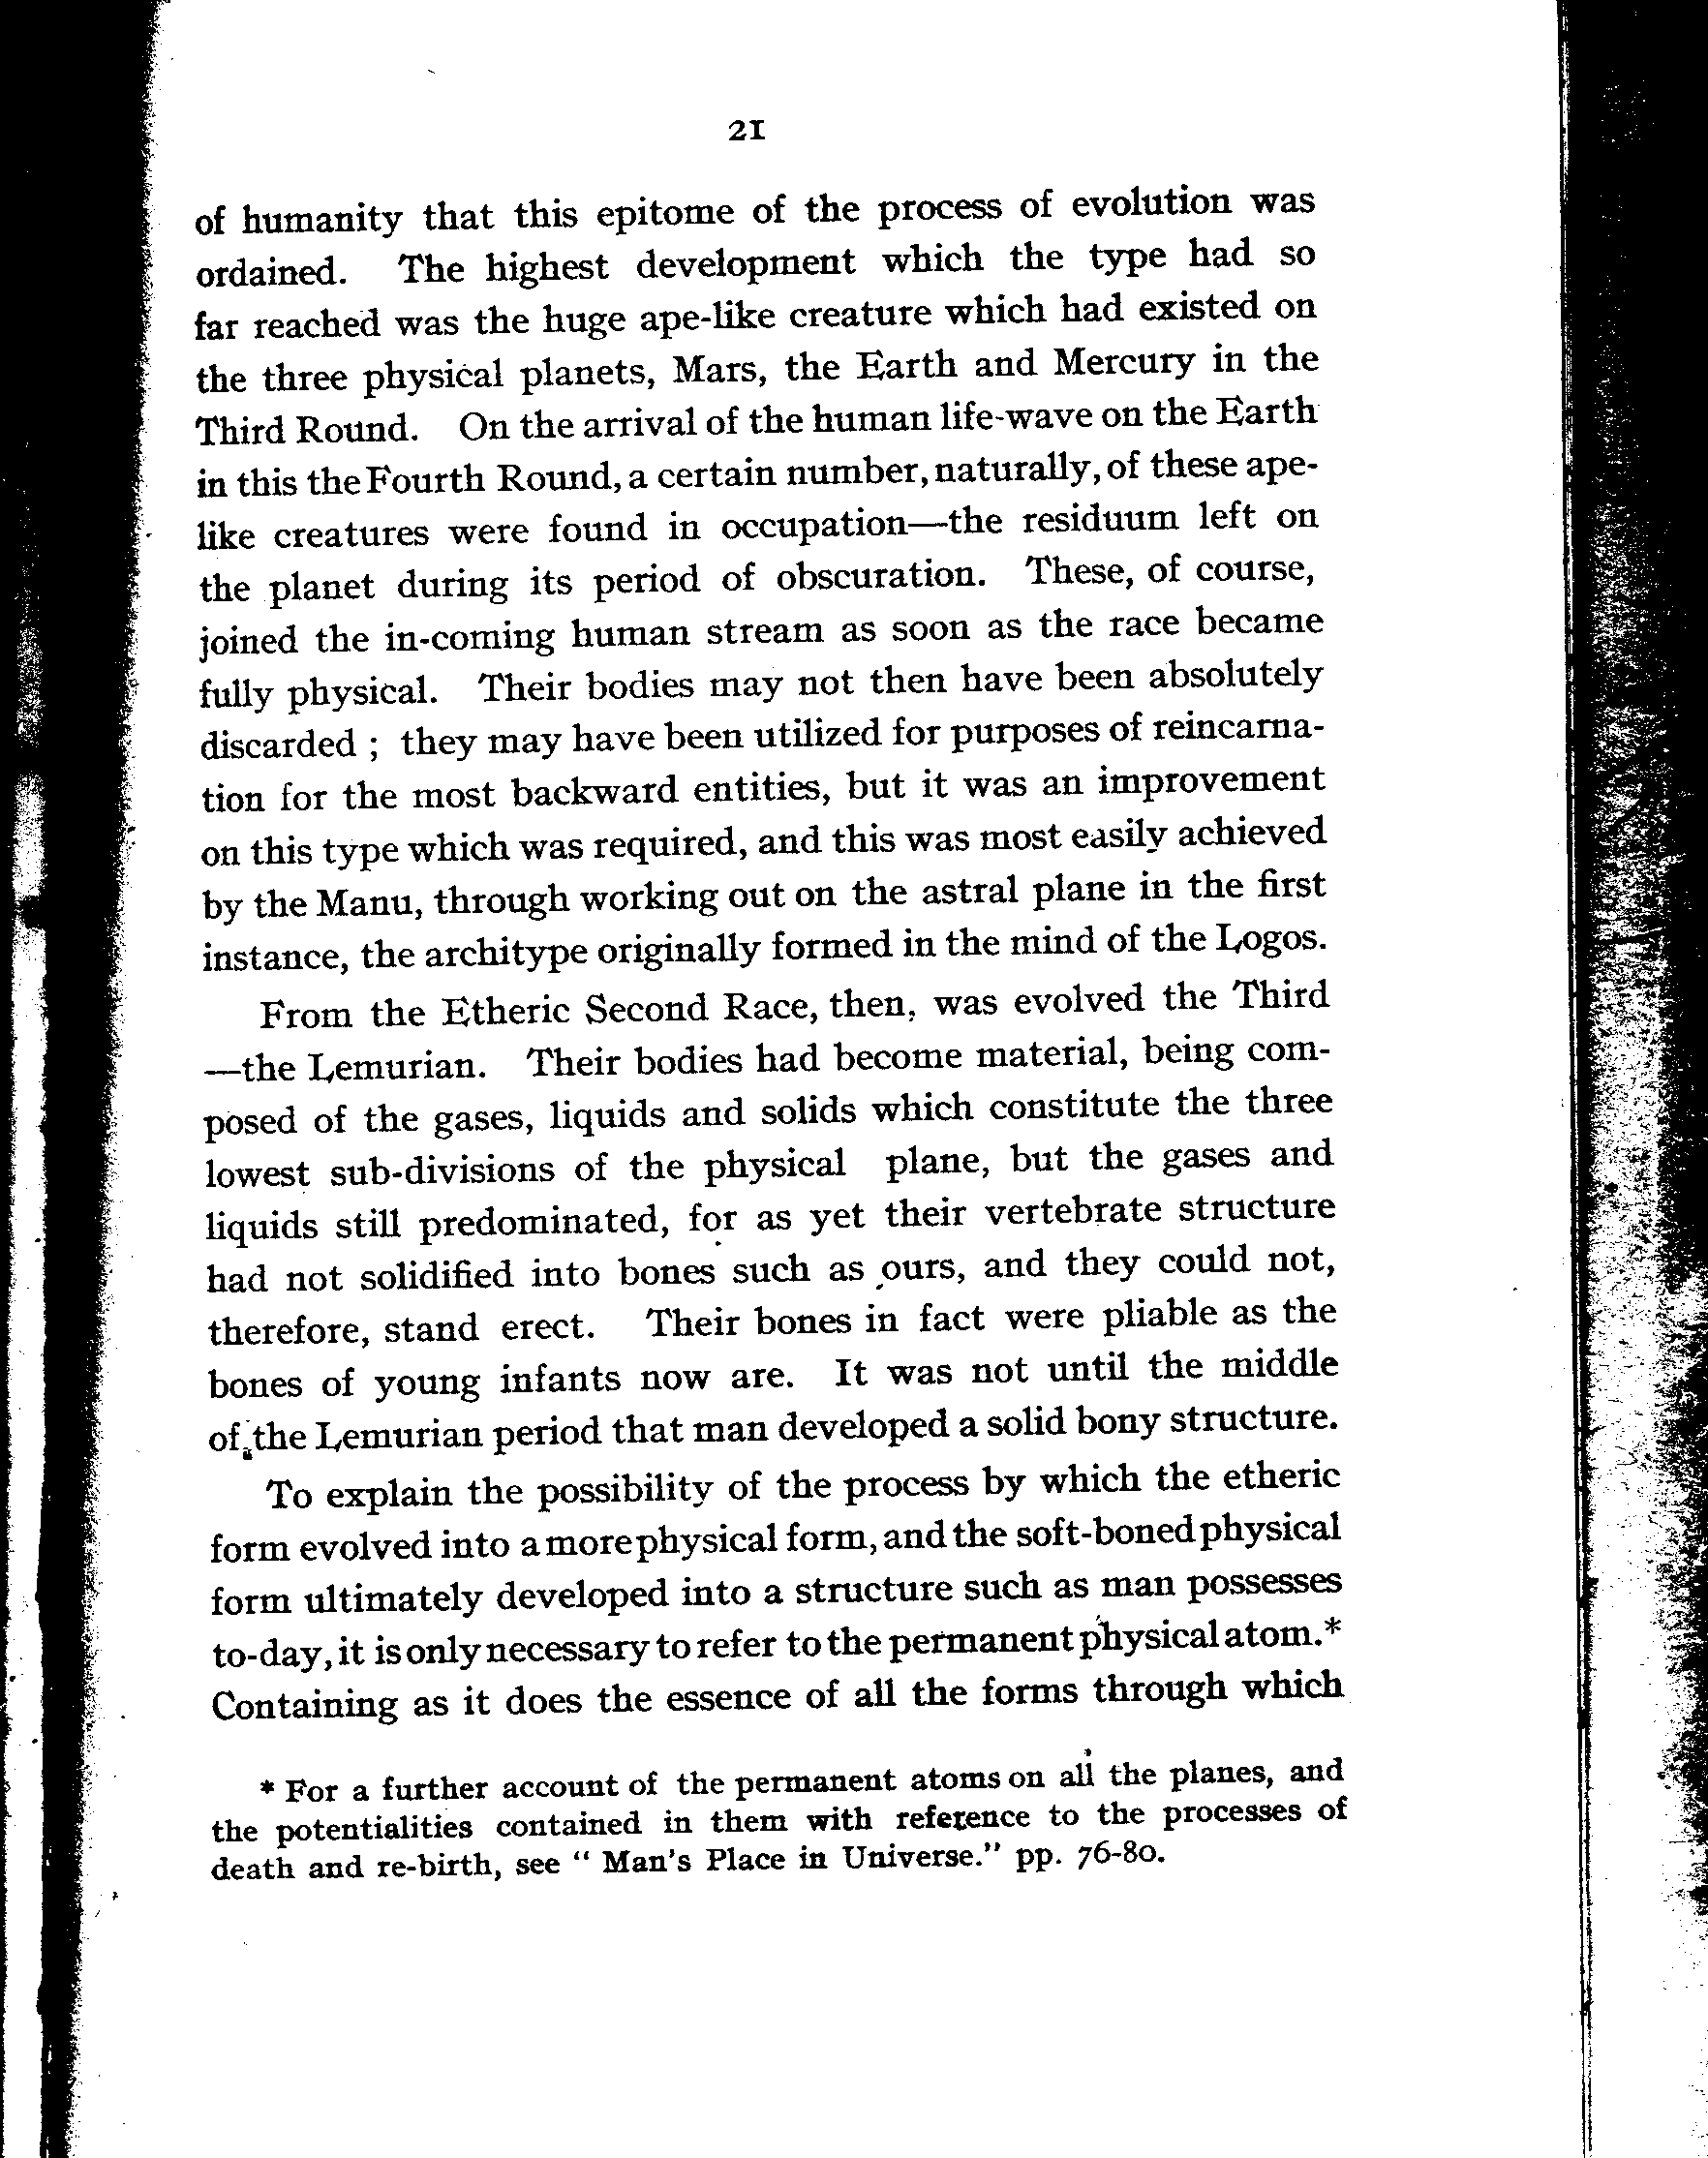 21
of humanity that this epitome of the process of evolution was
ordained. The highest development which the type had so
far reached was the huge ape-like creature which had existed on
the three physical planets, Mars, the Earth and Mercury in the
Third Round. On the arrival of the human life-wave on the Earth
in this the Fourth Round, a certain number, naturally, of these ape-
like creatures were found in occupation—the residuum left on
the planet during its period of obscuration. These, of course,
joined the in-coming human stream as soon as the race became
fully physical. Their bodies may not then have been absolutely
discarded ; they may have been utilized for purposes of reincarna-
tion for the most backward entities, but it was an improvement
on this type which was required, and this was most easily achieved
by the Manu, through working out on the astral plane in the first
instance, the architype originally formed in the mind of the Logos.
From the Etheric Second Race, then, was evolved the Third
—the Lemurian. Their bodies had become material, being com-
posed of the gases, liquids and solids which constitute the three
lowest sub-divisions of the physical plane, but the gases and
liquids still predominated, for as yet their vertebrate structure
had not solidified into bones such as ours, and they could not,
therefore, stand erect. Their bones in fact were pliable as the
bones of young infants now are. It was not until the middle
of the Lemurian period that man developed a solid bony structure.
To explain the possibility of the process by which the etheric
form evolved into a more physical form, and the soft-boned physical
form ultimately developed into a structure such as man possesses
to-day, it is only necessary to refer to the permanent physical atom.*
Containing as it does the essence of all the forms through which
* For a further account of the permanent atoms on all the planes, and
the potentialities contained in them with reference to the processes of
death and re-birth, see “ Man's Place in Universe.” pp. 76-80.